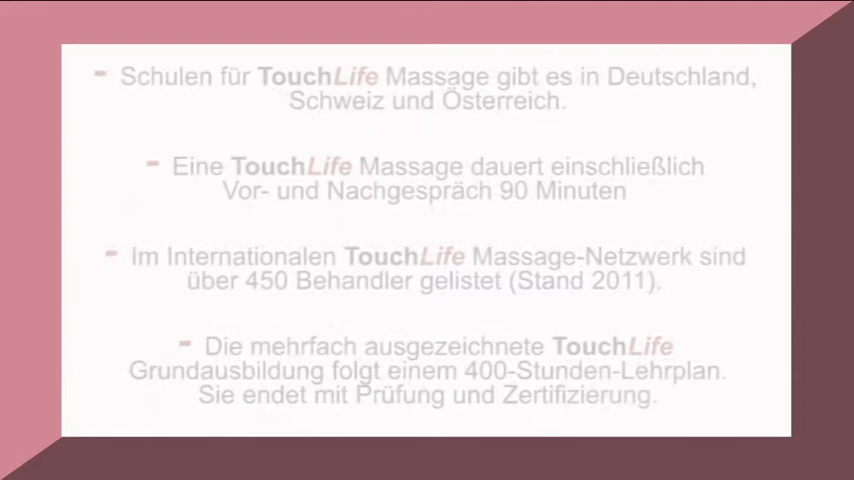 - Schulen für TouchLife Massage gibt es in Deutschland,
Schweiz und Österreich.
- Eine TouchLife Massage dauert einschließlich
Vor- und Nachgespräch 90 Minuten
- Im Internationalen TouchLife Massage-Netzwerk sind
über 450 Behandler gelistet (Stand 2011).
- Die mehrfach ausgezeichnete TouchLife
Grundausbildung folgt einem 400-Stunden-Lehrplan.
Sie endet mit Prüfung und Zertifizierung.